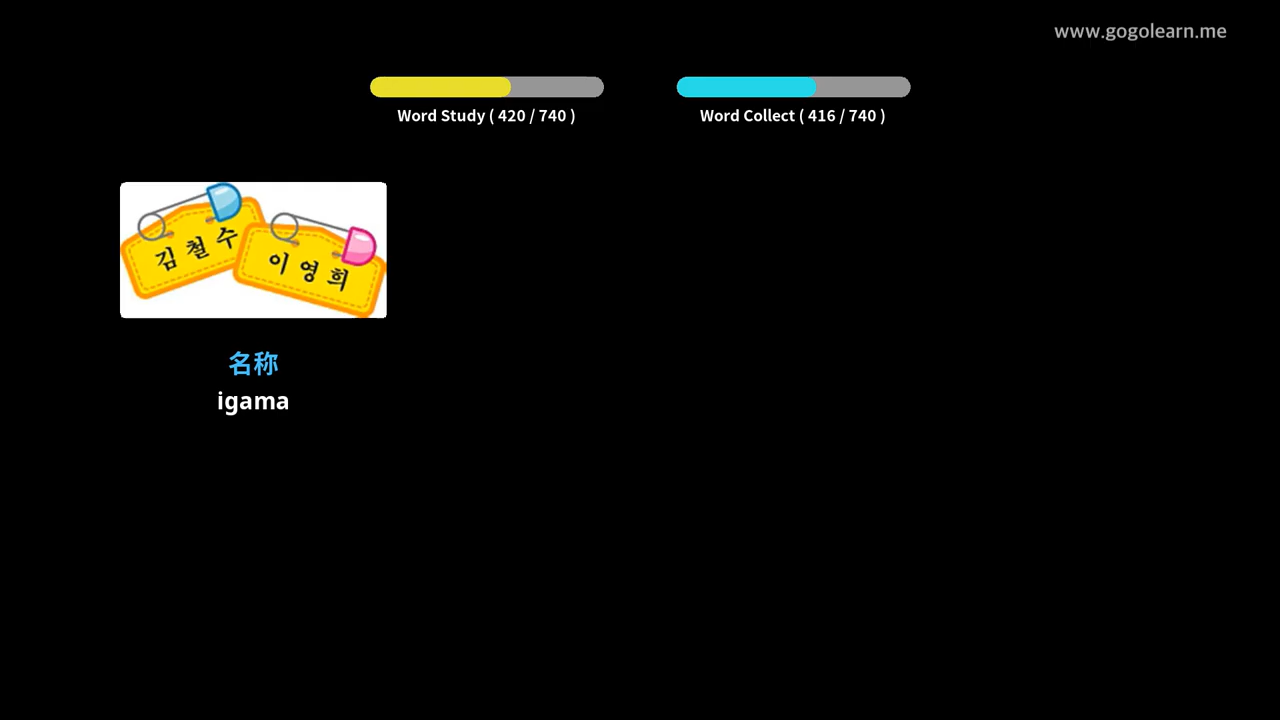 www.gogolearn.me
Word Study ( 420 / 740 )
Word Collect ( 416 / 740 )
김철수
이영희
名称
igama